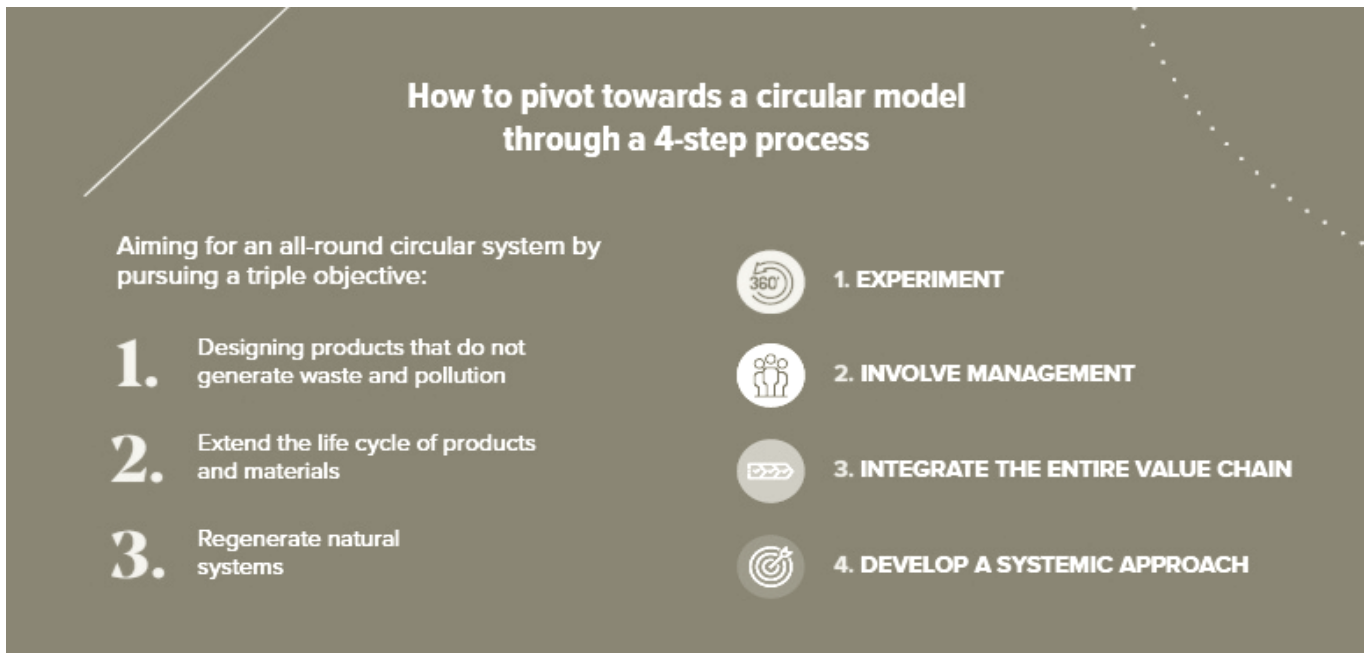 How to pivot towards a circular model
through a 4-step process
Aiming for an all-round circular system by
pursuing a triple objective:
1.
Designing products that do not
generate waste and pollution
2.
Extend the life cycle of products
and materials
3.
Regenerate natural
systems
360°
1. EXPERIMENT
2. INVOLVE MANAGEMENT
3. INTEGRATE THE ENTIRE VALUE CHAIN
4. DEVELOP A SYSTEMIC APPROACH